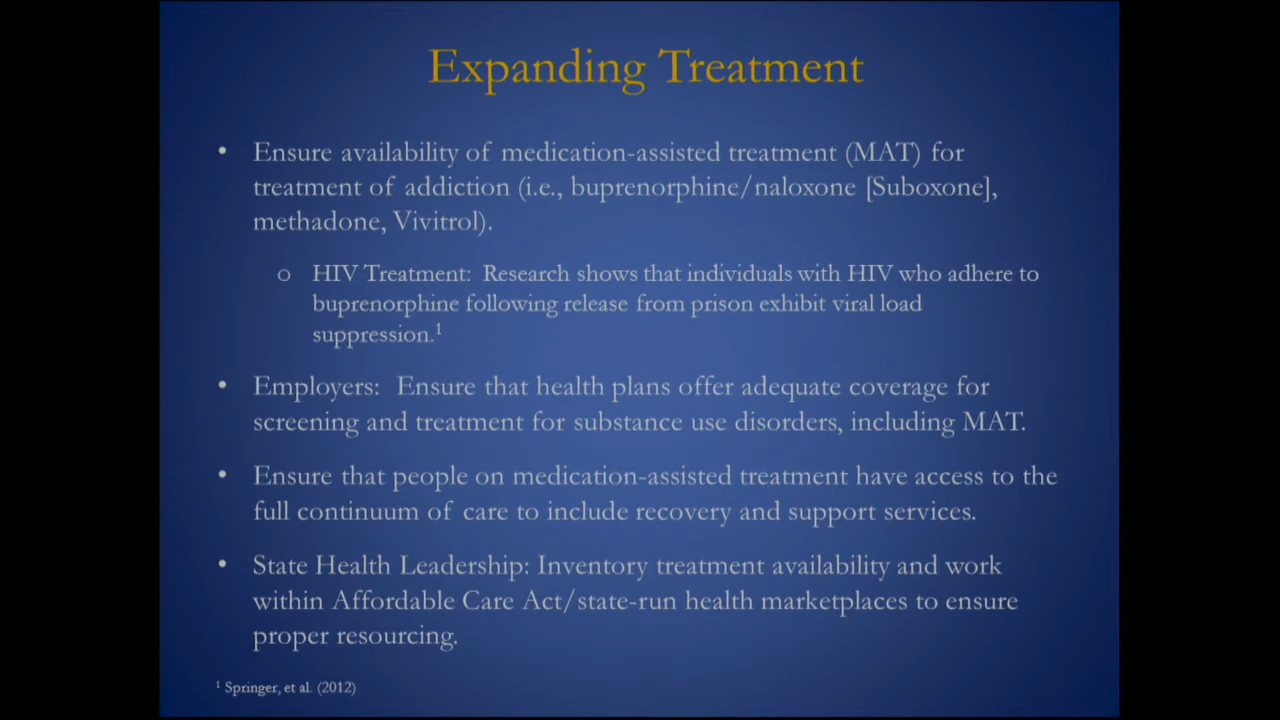 Expanding Treatment
• Ensure availability of medication-assisted treatment (MAT) for
treatment of addiction (i.e., buprenorphine/naloxone [Suboxone],
methadone, Vivitrol).
o HIV Treatment: Research shows that individuals with HIV who adhere to
buprenorphine following release from prison exhibit viral load
suppression.¹
• Employers: Ensure that health plans offer adequate coverage for
screening and treatment for substance use disorders, including MAT.
• Ensure that people on medication-assisted treatment have access to the
full continuum of care to include recovery and support services.
• State Health Leadership: Inventory treatment availability and work
within Affordable Care Act/state-run health marketplaces to ensure
proper resourcing.
¹ Springer, et al. (2012)